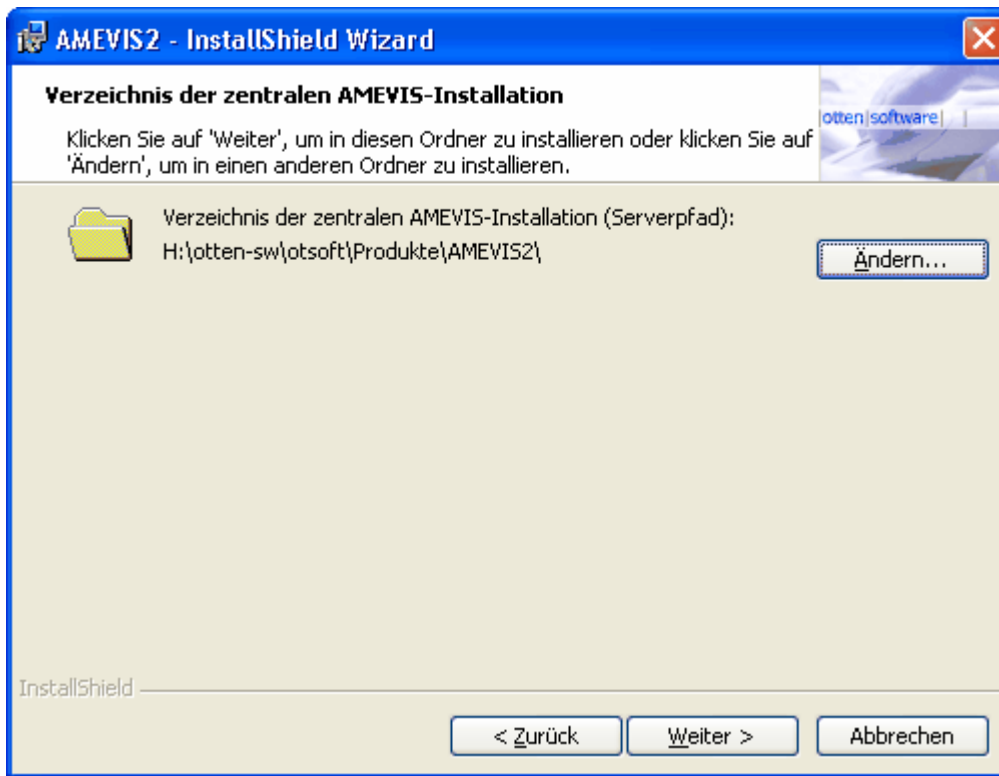 AMEVIS2 - InstallShield Wizard
Verzeichnis der zentralen AMEVIS-Installation
Klicken Sie auf 'Weiter', um in diesen Ordner zu installieren oder klicken Sie auf
'Ändern', um in einen anderen Ordner zu installieren.
|otten|software| |
Verzeichnis der zentralen AMEVIS-Installation (Serverpfad):
H:\otten-sw\otsoft\Produkte\AMEVIS2\
Ändern...
InstallShield
< Zurück
Weiter >
Abbrechen